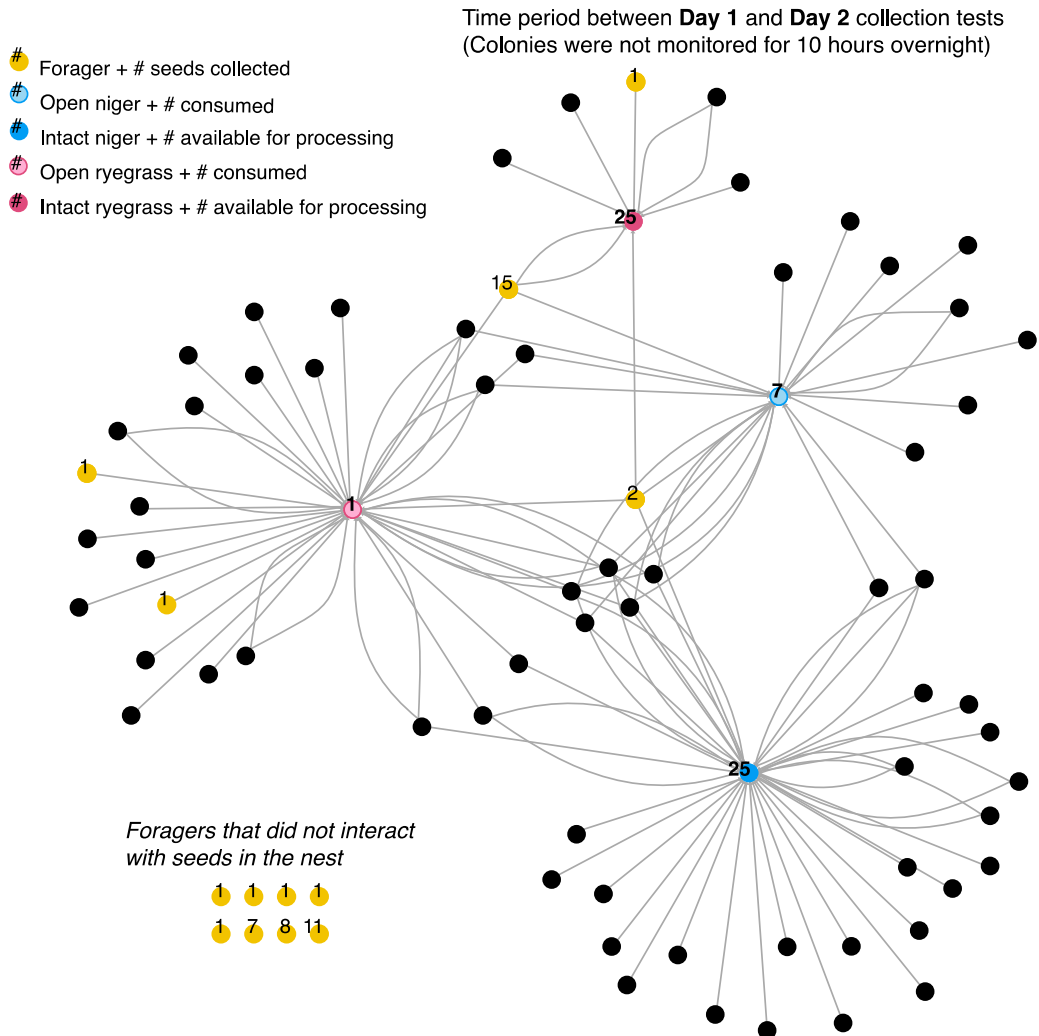 Time period between Day 1 and Day 2 collection tests
(Colonies were not monitored for 10 hours overnight)
# Forager + # seeds collected
# Open niger + # consumed
# Intact niger + # available for processing
# Open ryegrass + # consumed
# Intact ryegrass + # available for processing
1
25
15
7
1
2
1
1
25
Foragers that did not interact
with seeds in the nest
1 1 1 1
1 7 8 11